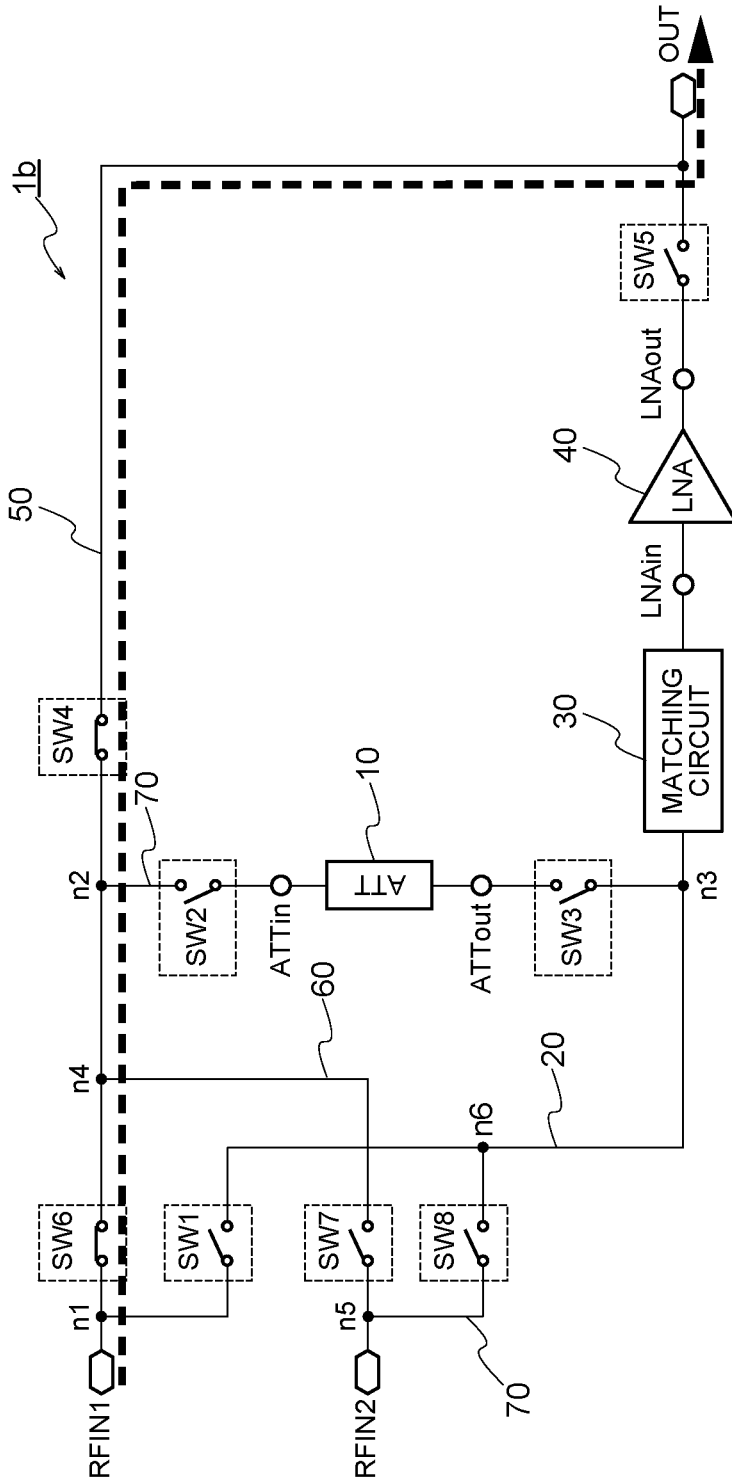 1b
RFIN1
n1
SW6
n4
n2
SW4
50
70
SW2
ATTin
10
ATT
ATTout
SW3
n3
SW1
60
RFIN2
n5
SW7
SW8
n6
20
70
30
MATCHING
CIRCUIT
LNAin
40
LNA
LNAout
SW5
OUT